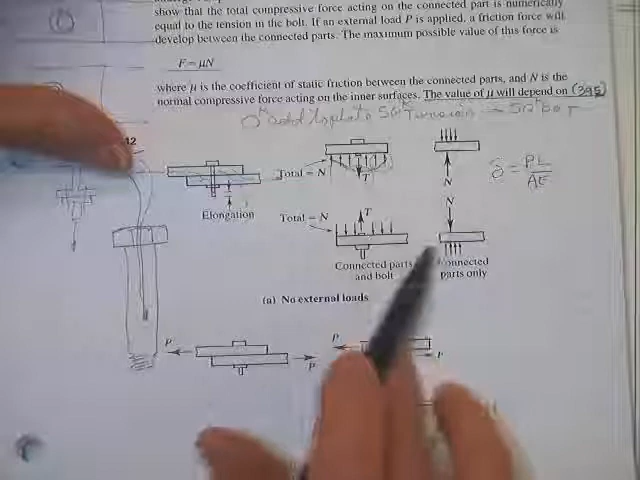 show that the total compressive force acting on the connected part is numerically
equal to the tension in the bolt. If an external load P is applied, a friction force will
develop between the connected parts. The maximum possible value of this force is
F = μN
where μ is the coefficient of static friction between the connected parts, and N is the
normal compressive force acting on the inner surfaces. The value of μ will depend on (395)
12
Total = N
T
N
δ = PL
AE
Elongation
Total = N
T
N
Connected parts
and bolt
Connected
parts only
(a) No external loads
P
P
P
P